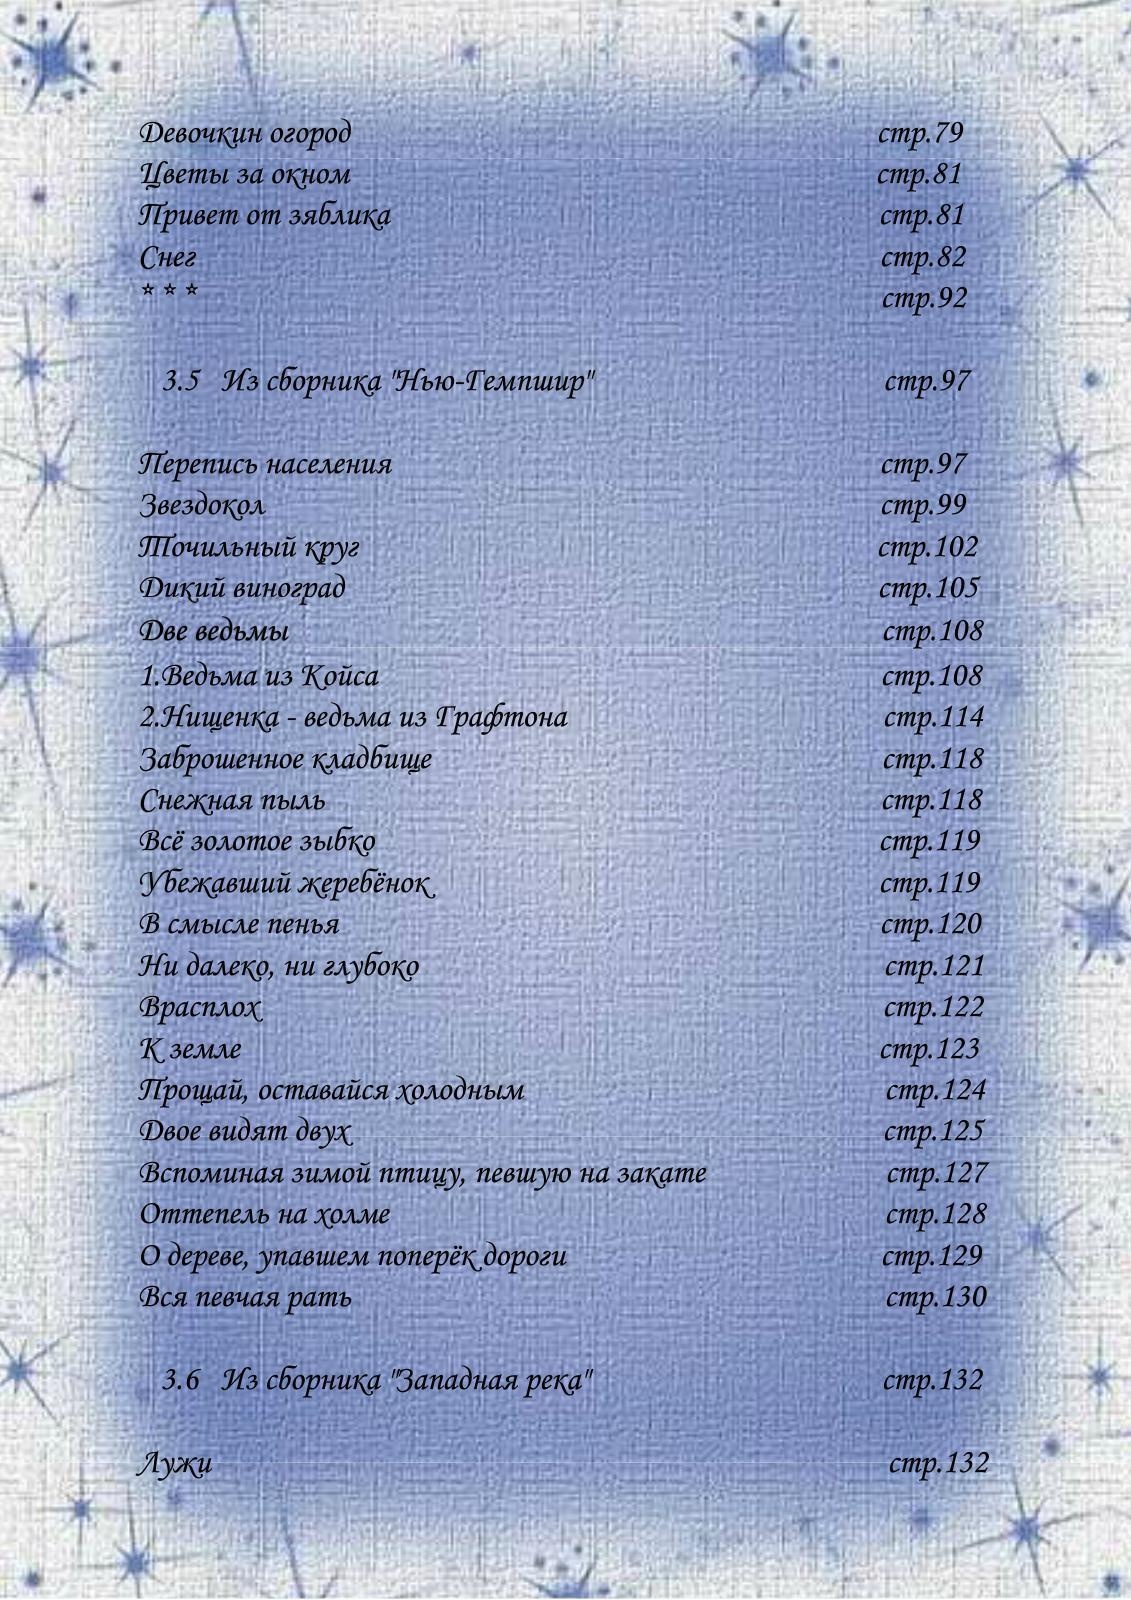 Девочкин огород стр.79
Цветы за окном стр.81
Привет от зяблика стр.81
Снег стр.82
* * * стр.92
3.5 Из сборника "Нью-Гемпшир" стр.97
Перепись населения стр.97
Звездокол стр.99
Точильный круг стр.102
Дикий виноград стр.105
Две ведьмы стр.108
1.Ведьма из Койса стр.108
2.Нищенка - ведьма из Графтона стр.114
Заброшенное кладбище стр.118
Снежная пыль стр.118
Всё золотое зыбко стр.119
Убежавший жеребёнок стр.119
В смысле пенья стр.120
Ни далеко, ни глубоко стр.121
Врасплох стр.122
К земле стр.123
Прощай, оставайся холодным стр.124
Двое видят двух стр.125
Вспоминая зимой птицу, певшую на закате стр.127
Оттепель на холме стр.128
О дереве, упавшем поперёк дороги стр.129
Вся певчая рать стр.130
3.6 Из сборника "Западная река" стр.132
Лужи стр.132